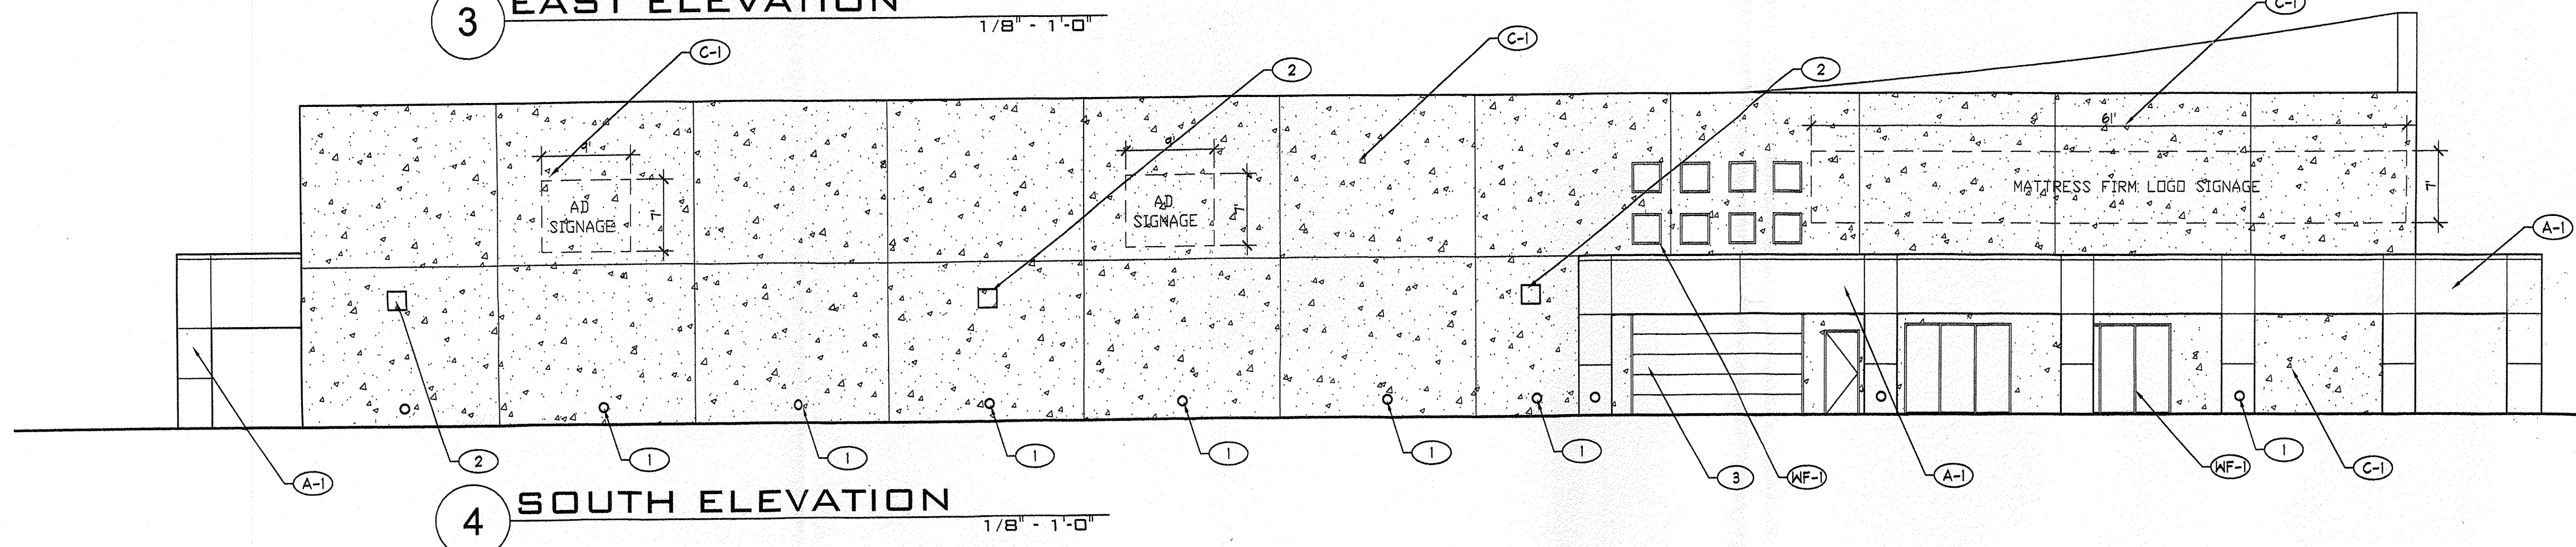 3 EAST ELEVATION
1/8" - 1'-0"
C-1
C-1
C-1
2
2
9'
9'
61'
AD
SIGNAGE
7'
AD
SIGNAGE
7'
MATTRESS FIRM LOGO SIGNAGE
7'
A-1
A-1
2
1
1
1
1
1
1
3
WF-1
A-1
WF-1
1
C-1
4 SOUTH ELEVATION
1/8" - 1'-0"